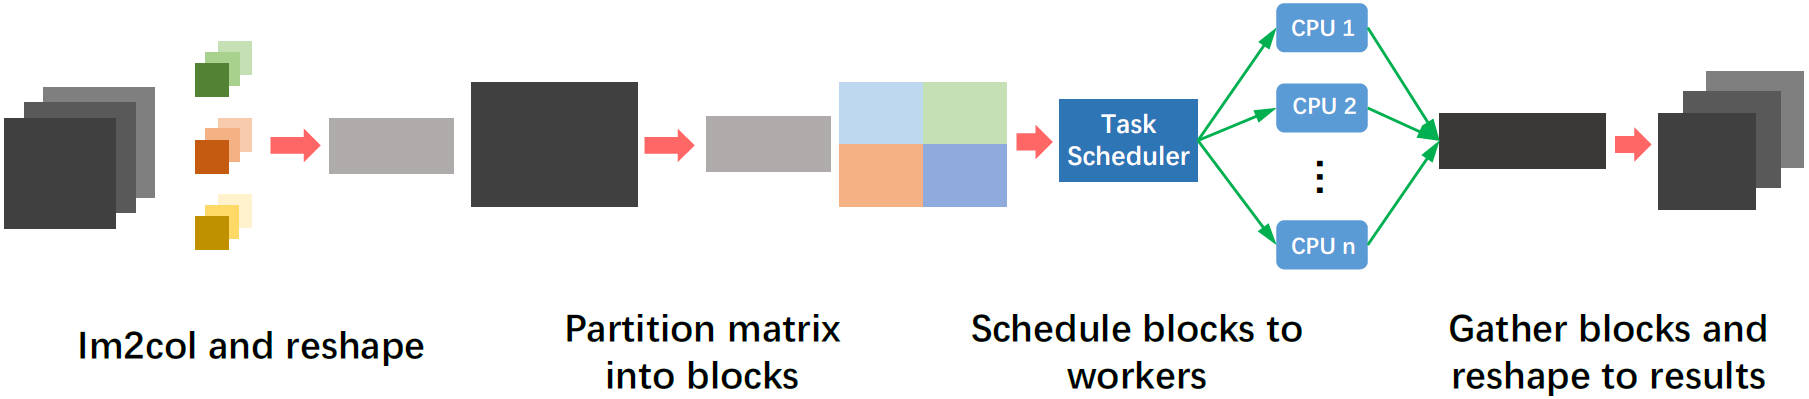 CPU 1
CPU 2
Task
Scheduler
⋮
CPU n
Im2col and reshape
Partition matrix
into blocks
Schedule blocks to
workers
Gather blocks and
reshape to results